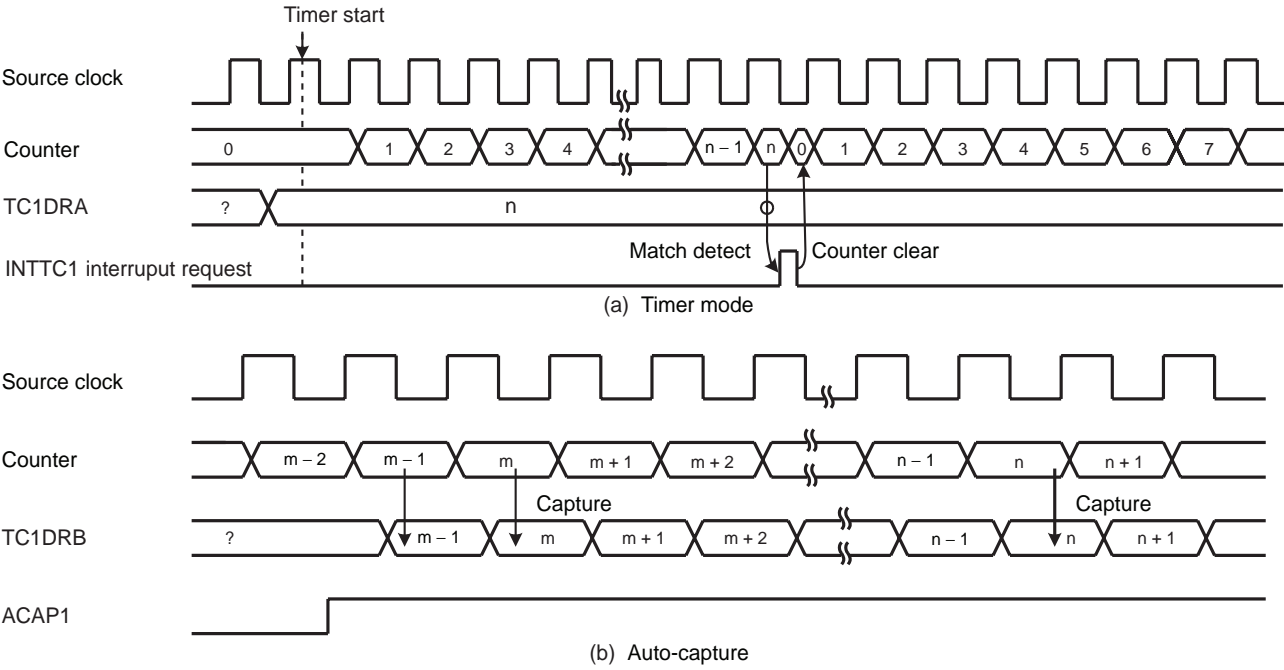 Timer start
Source clock
Counter 0 1 2 3 4 n – 1 n 0 1 2 3 4 5 6 7
TC1DRA ? n
Match detect Counter clear
INTTC1 interruput request
(a) Timer mode
Source clock
Counter m – 2 m – 1 m m + 1 m + 2 n – 1 n n + 1
Capture Capture
TC1DRB ? m – 1 m m + 1 m + 2 n – 1 n n + 1
ACAP1
(b) Auto-capture